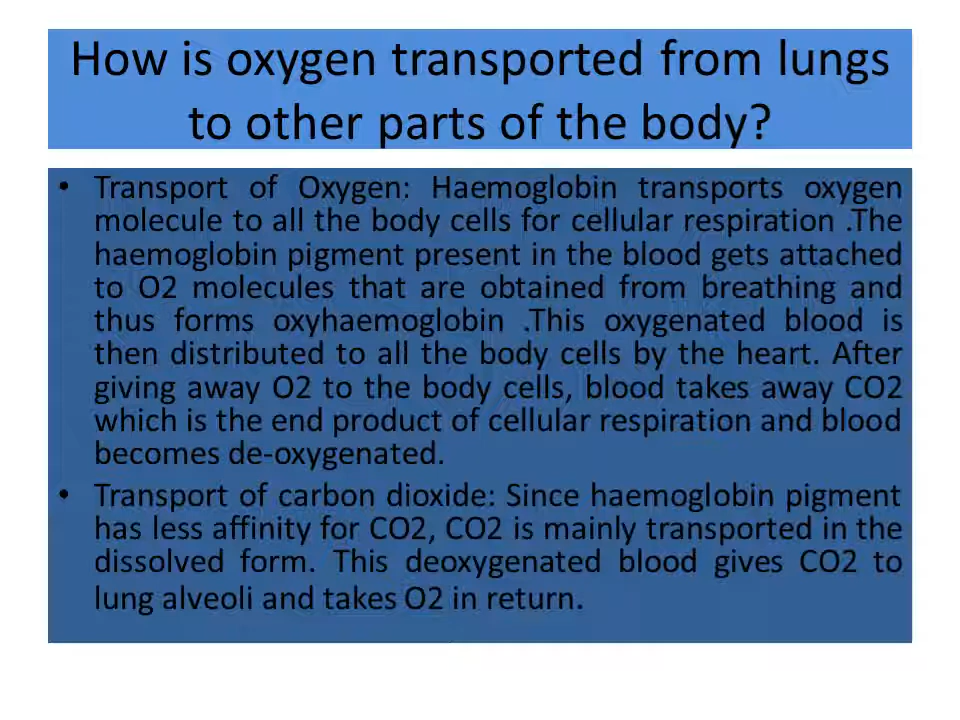 How is oxygen transported from lungs
to other parts of the body?
• Transport of Oxygen: Haemoglobin transports oxygen
molecule to all the body cells for cellular respiration .The
haemoglobin pigment present in the blood gets attached
to O2 molecules that are obtained from breathing and
thus forms oxyhaemoglobin .This oxygenated blood is
then distributed to all the body cells by the heart. After
giving away O2 to the body cells, blood takes away CO2
which is the end product of cellular respiration and blood
becomes de-oxygenated.
• Transport of carbon dioxide: Since haemoglobin pigment
has less affinity for CO2, CO2 is mainly transported in the
dissolved form. This deoxygenated blood gives CO2 to
lung alveoli and takes O2 in return.